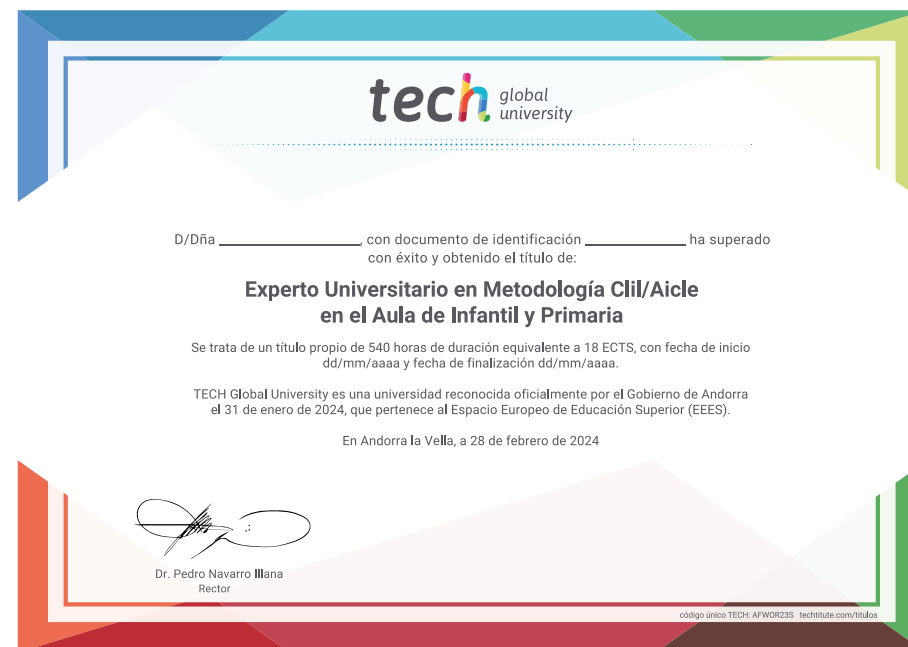 tech global university
D/Dña ______________, con documento de identificación __________ ha superado
con éxito y obtenido el título de:
Experto Universitario en Metodología Clil/Aicle
en el Aula de Infantil y Primaria
Se trata de un título propio de 540 horas de duración equivalente a 18 ECTS, con fecha de inicio
dd/mm/aaaa y fecha de finalización dd/mm/aaaa.
TECH Global University es una universidad reconocida oficialmente por el Gobierno de Andorra
el 31 de enero de 2024, que pertenece al Espacio Europeo de Educación Superior (EEES).
En Andorra la Vella, a 28 de febrero de 2024
Dr. Pedro Navarro Illana
Rector
código único TECH: AFWOR23S techtitute.com/titulos